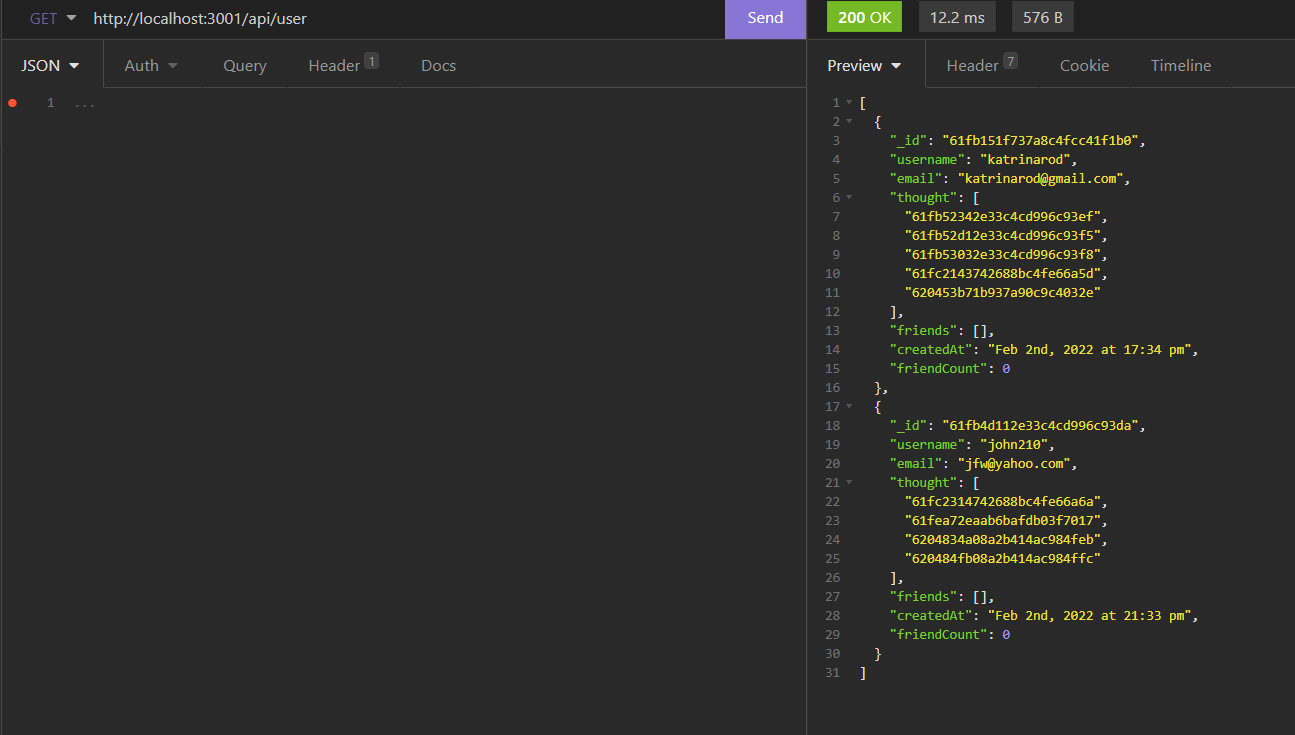 GET http://localhost:3001/api/user Send 200 OK 12.2 ms 576 B
JSON Auth Query Header 1 Docs Preview Header 7 Cookie Timeline
1 ...
1 [
2 {
3 "_id": "61fb151f737a8c4fcc41f1b0",
4 "username": "katrinarod",
5 "email": "katrinarod@gmail.com",
6 "thought": [
7 "61fb52342e33c4cd996c93ef",
8 "61fb52d12e33c4cd996c93f5",
9 "61fb53032e33c4cd996c93f8",
10 "61fc2143742688bc4fe66a5d",
11 "620453b71b937a90c9c4032e"
12 ],
13 "friends": [],
14 "createdAt": "Feb 2nd, 2022 at 17:34 pm",
15 "friendCount": 0
16 },
17 {
18 "_id": "61fb4d112e33c4cd996c93da",
19 "username": "john210",
20 "email": "jfw@yahoo.com",
21 "thought": [
22 "61fc2314742688bc4fe66a6a",
23 "61fea72eaab6bafdb03f7017",
24 "6204834a08a2b414ac984feb",
25 "620484fb08a2b414ac984ffc"
26 ],
27 "friends": [],
28 "createdAt": "Feb 2nd, 2022 at 21:33 pm",
29 "friendCount": 0
30 }
31 ]